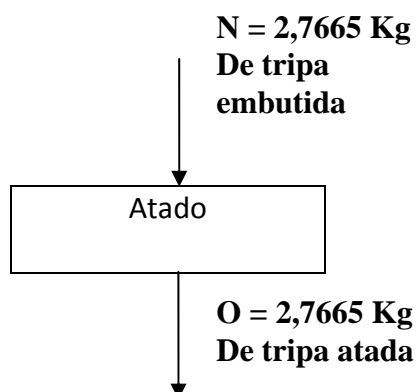 N = 2,7665 Kg
De tripa
embutida
Atado
O = 2,7665 Kg
De tripa atada